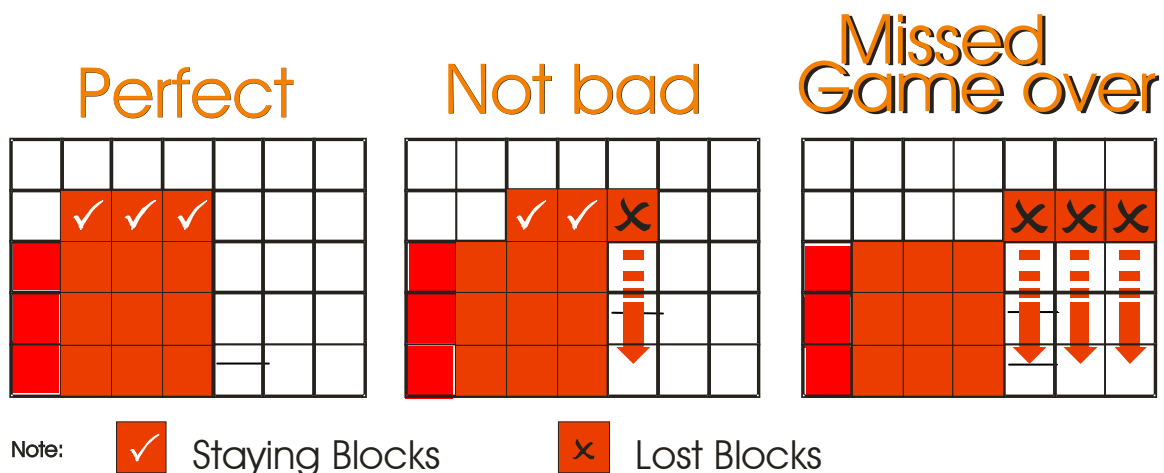 Perfect
Not bad
Missed
Game over
Note:
Staying Blocks
Lost Blocks